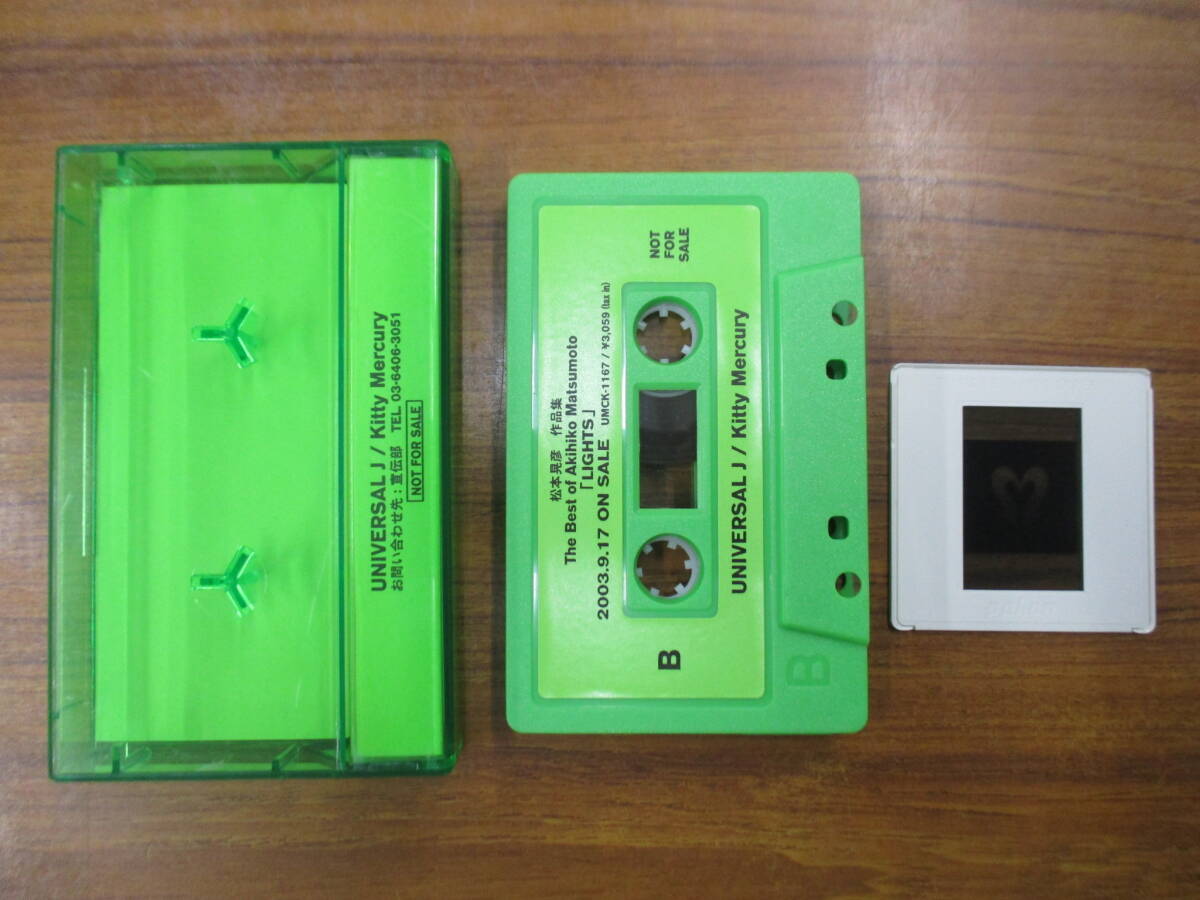 UNIVERSAL J / Kitty Mercury
お問い合わせ先：宣伝部 TEL 03-6406-3051
NOT FOR SALE
松本晃彦 作品集
The Best of Akihiko Matsumoto
「LIGHTS」
2003.9.17 ON SALE UMCK-1167 / ¥3,059 (tax in)
NOT
FOR
SALE
B
UNIVERSAL J / Kitty Mercury
B